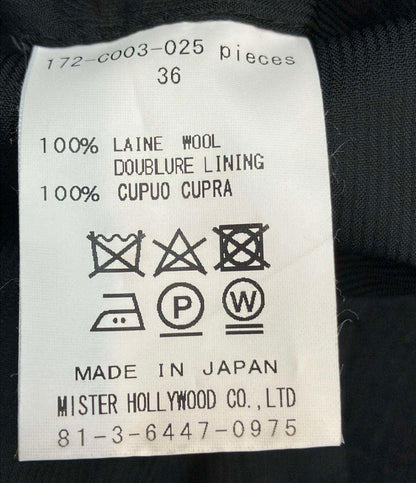 172-C003-025 pieces
36
100% LAINE WOOL
DOUBLURE LINING
100% CUPUO CUPRA
P W
MADE IN JAPAN
MISTER HOLLYWOOD CO.,LTD
81-3-6447-0975